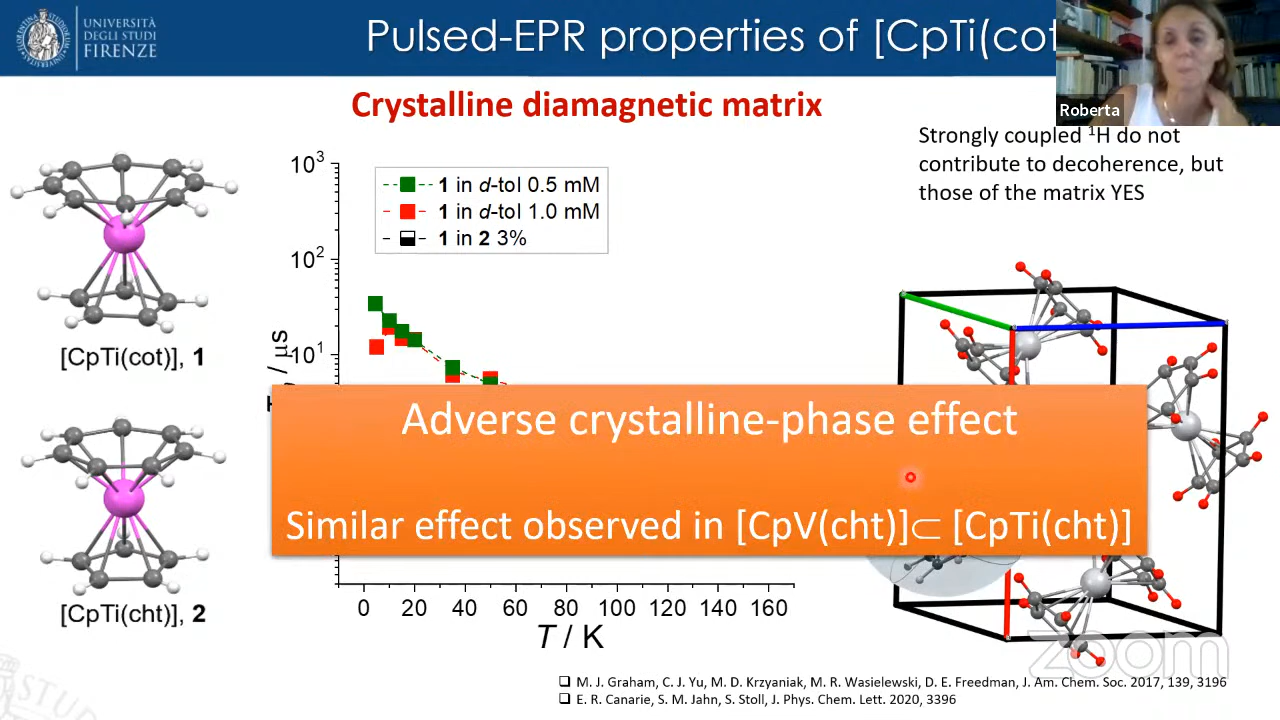 UNIVERSITÀ
DEGLI STUDI
FIRENZE
Pulsed-EPR properties of [CpTi(cot
Roberta
Crystalline diamagnetic matrix
Strongly coupled ¹H do not
contribute to decoherence, but
those of the matrix YES
10³
10²
10¹
1 in d-tol 0.5 mM
1 in d-tol 1.0 mM
1 in 2 3%
/ μs
[CpTi(cot)], 1
[CpTi(cht)], 2
Adverse crystalline-phase effect
Similar effect observed in [CpV(cht)]⊂ [CpTi(cht)]
0 20 40 60 80 100 120 140 160
T / K
zoom
❑ M. J. Graham, C. J. Yu, M. D. Krzyaniak, M. R. Wasielewski, D. E. Freedman, J. Am. Chem. Soc. 2017, 139, 3196
❑ E. R. Canarie, S. M. Jahn, S. Stoll, J. Phys. Chem. Lett. 2020, 3396